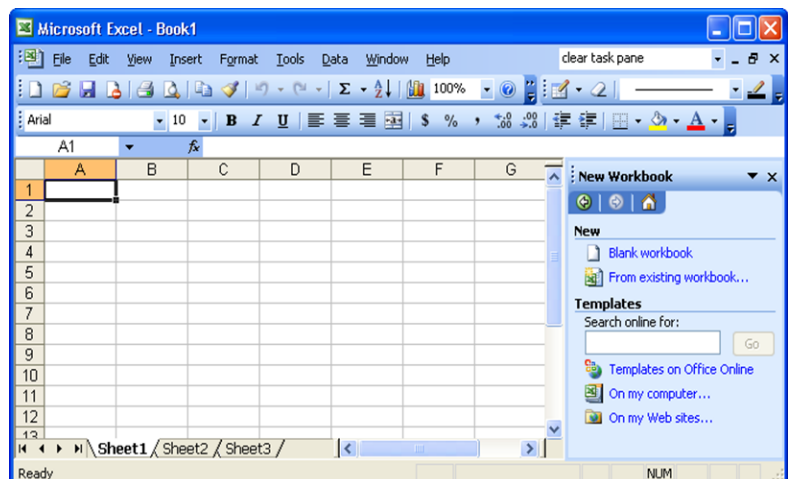 Microsoft Excel - Book1
File Edit View Insert Format Tools Data Window Help clear task pane
Σ 100%
Arial 10 B I U $ % , .00 .00 A
A1 fx
A B C D E F G
New Workbook
1
2
New
3
4
Blank workbook
5
From existing workbook...
6
Templates
7
Search online for:
8
Go
9
Templates on Office Online
10
11
On my computer...
12
On my Web sites...
13
Sheet1 Sheet2 Sheet3
Ready NUM